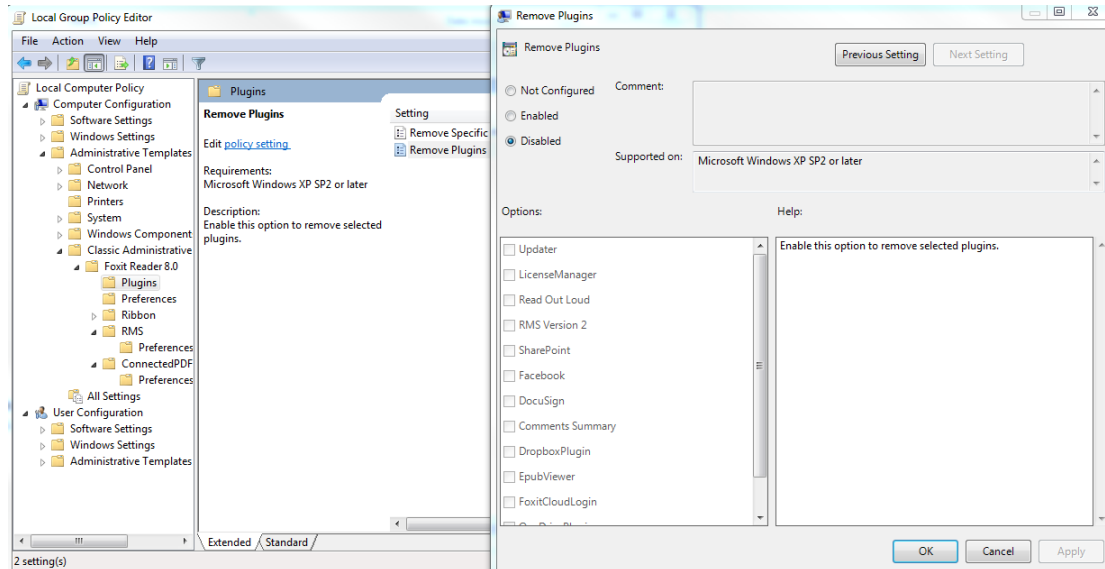 Local Group Policy Editor
File Action View Help
Local Computer Policy
Computer Configuration
Software Settings
Windows Settings
Administrative Templates
Control Panel
Network
Printers
System
Windows Component
Classic Administrative
Foxit Reader 8.0
Plugins
Preferences
Ribbon
RMS
Preferences
ConnectedPDF
Preferences
All Settings
User Configuration
Software Settings
Windows Settings
Administrative Templates
Plugins
Remove Plugins
Edit policy setting
Requirements:
Microsoft Windows XP SP2 or later
Description:
Enable this option to remove selected
plugins.
Setting
Remove Specific
Remove Plugins
Extended Standard
2 setting(s)
Remove Plugins
Remove Plugins
Previous Setting
Next Setting
Not Configured
Enabled
Disabled
Comment:
Supported on:
Microsoft Windows XP SP2 or later
Options:
Help:
Updater
LicenseManager
Read Out Loud
RMS Version 2
SharePoint
Facebook
DocuSign
Comments Summary
DropboxPlugin
EpubViewer
FoxitCloudLogin
Enable this option to remove selected plugins.
OK
Cancel
Apply